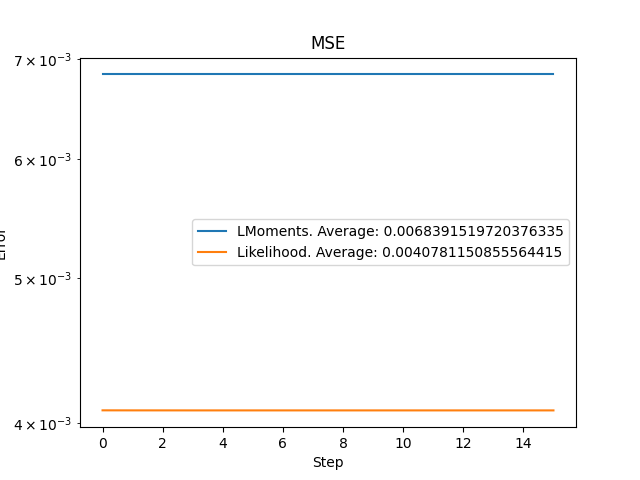 MSE
7 × 10⁻³
6 × 10⁻³
5 × 10⁻³
4 × 10⁻³
Error
LMoments. Average: 0.0068391519720376335
Likelihood. Average: 0.0040781150855564415
0 2 4 6 8 10 12 14
Step